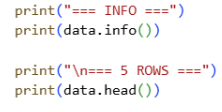 print("=== INFO ===")
print(data.info())
print("\n=== 5 ROWS ===")
print(data.head())